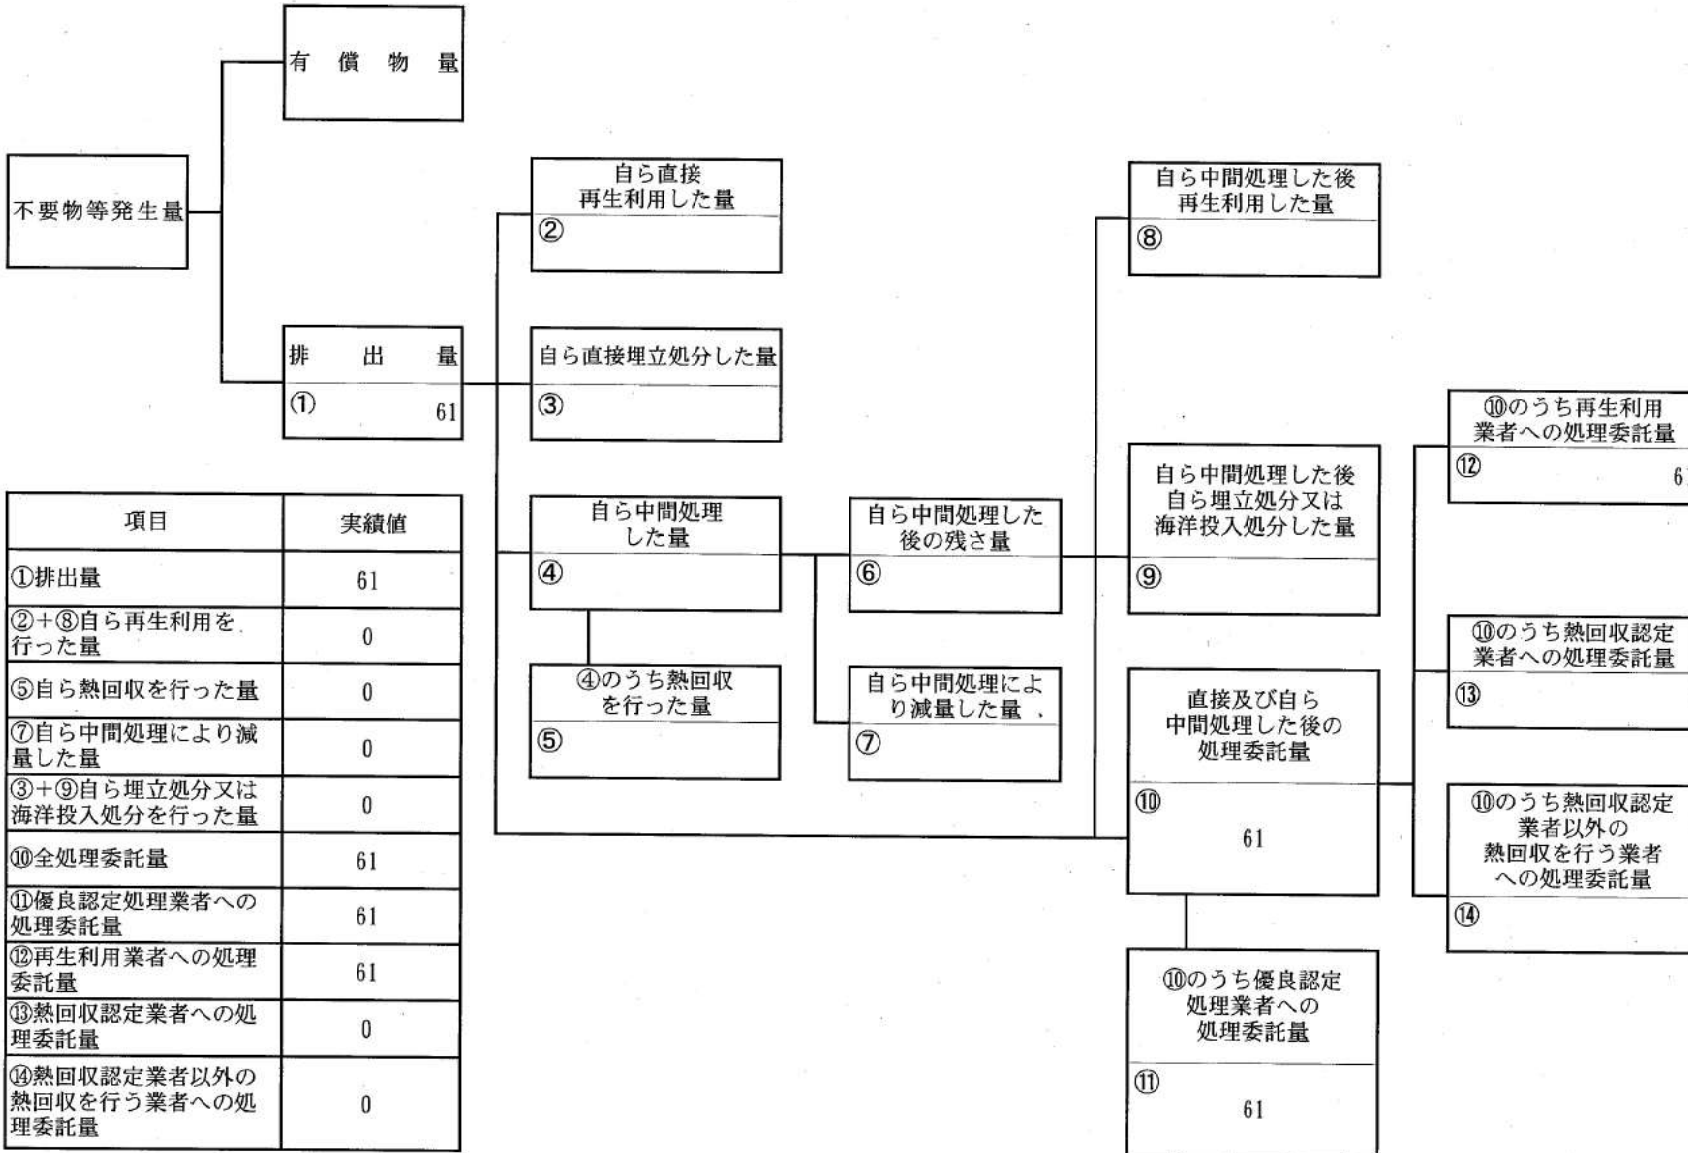 有償物量
不要物等発生量
自ら直接
再生利用した量
②
自ら中間処理した後
再生利用した量
⑧
排出量
①
61
自ら直接埋立処分した量
③
⑩のうち再生利用
業者への処理委託量
⑫
61
自ら中間処理
した量
④
自ら中間処理した
後の残さ量
⑥
自ら中間処理した後
自ら埋立処分又は
海洋投入処分した量
⑨
⑩のうち熱回収認定
業者への処理委託量
⑬
④のうち熱回収
を行った量
⑤
自ら中間処理によ
り減量した量
⑦
直接及び自ら
中間処理した後の
処理委託量
⑩
61
⑩のうち熱回収認定
業者以外の
熱回収を行う業者
への処理委託量
⑭
⑩のうち優良認定
処理業者への
処理委託量
⑪
61
項目 実績値
①排出量 61
②+⑧自ら再生利用を
行った量 0
⑤自ら熱回収を行った量 0
⑦自ら中間処理により減
量した量 0
③+⑨自ら埋立処分又は
海洋投入処分を行った量 0
⑩全処理委託量 61
⑪優良認定処理業者への
処理委託量 61
⑫再生利用業者への処理
委託量 61
⑬熱回収認定業者への処
理委託量 0
⑭熱回収認定業者以外の
熱回収を行う業者への処
理委託量 0